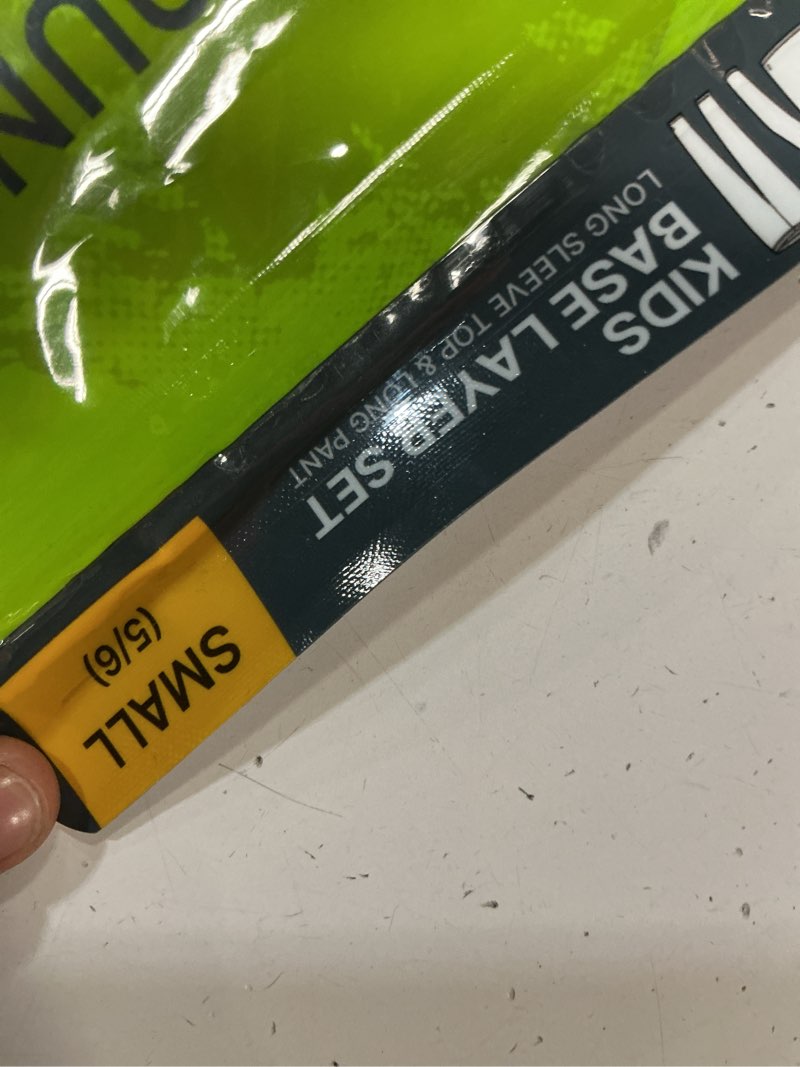 KIDS
BASE LAYER SET
LONG SLEEVE TOP & LONG PANT
SMALL
(5/6)